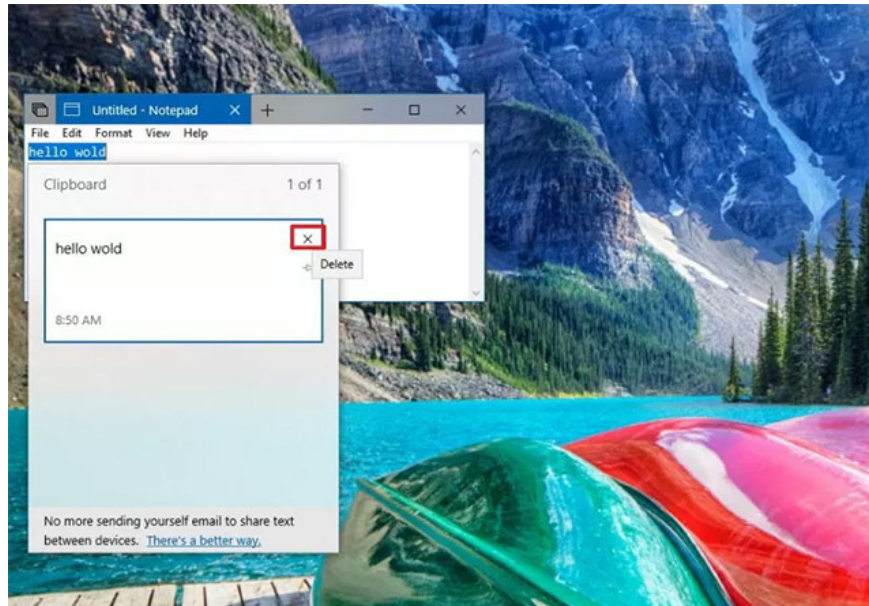 Untitled - Notepad
File Edit Format View Help
hello wold
Clipboard 1 of 1
hello wold
Delete
8:50 AM
No more sending yourself email to share text
between devices. There's a better way.